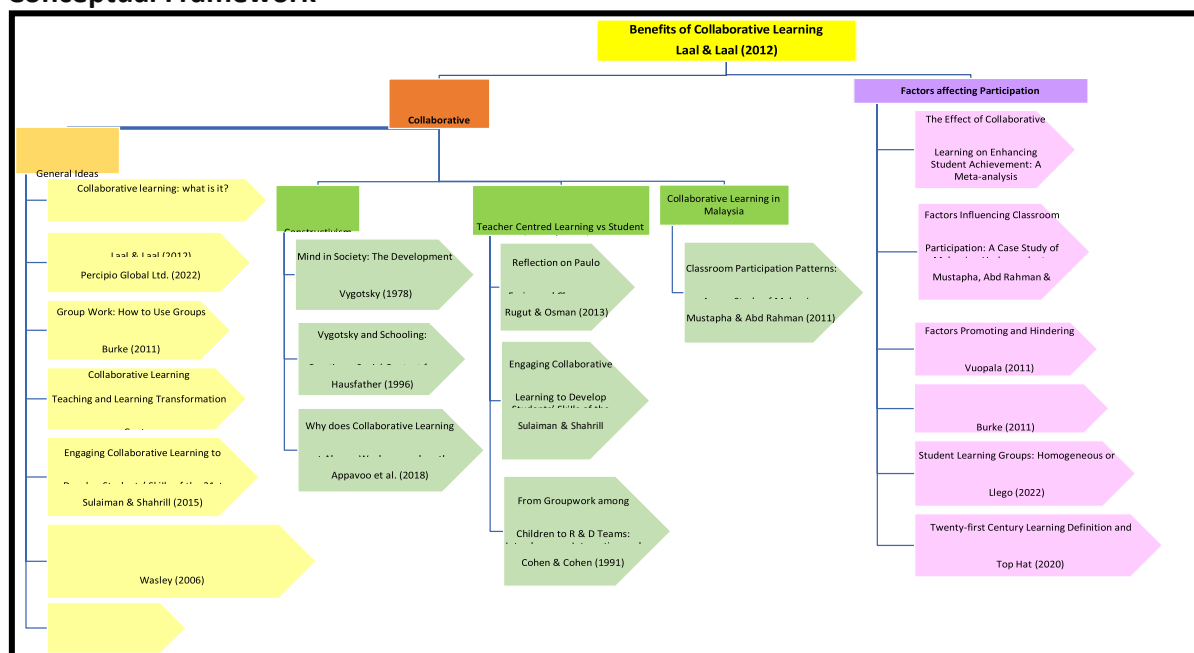 Conceptual Framework
Benefits of Collaborative Learning
Laal & Laal (2012)
Collaborative
Factors affecting Participation
General Ideas
Collaborative learning: what is it?
Laal & Laal (2012)
Percipio Global Ltd. (2022)
Group Work: How to Use Groups
Burke (2011)
Collaborative Learning
Teaching and Learning Transformation
Engaging Collaborative Learning to
Sulaiman & Shahrill (2015)
Wasley (2006)
Constructivism
Mind in Society: The Development
Vygotsky (1978)
Vygotsky and Schooling:
Hausfather (1996)
Why does Collaborative Learning
Appavoo et al. (2018)
Teacher Centred Learning vs Student
Reflection on Paulo
Rugut & Osman (2013)
Engaging Collaborative
Learning to Develop
Sulaiman & Shahrill
From Groupwork among
Children to R & D Teams:
Cohen & Cohen (1991)
Collaborative Learning in
Malaysia
Classroom Participation Patterns:
Mustapha & Abd Rahman (2011)
The Effect of Collaborative
Learning on Enhancing
Student Achievement: A
Meta-analysis
Factors Influencing Classroom
Participation: A Case Study of
Mustapha, Abd Rahman &
Factors Promoting and Hindering
Vuopala (2011)
Burke (2011)
Student Learning Groups: Homogeneous or
Llego (2022)
Twenty-first Century Learning Definition and
Top Hat (2020)